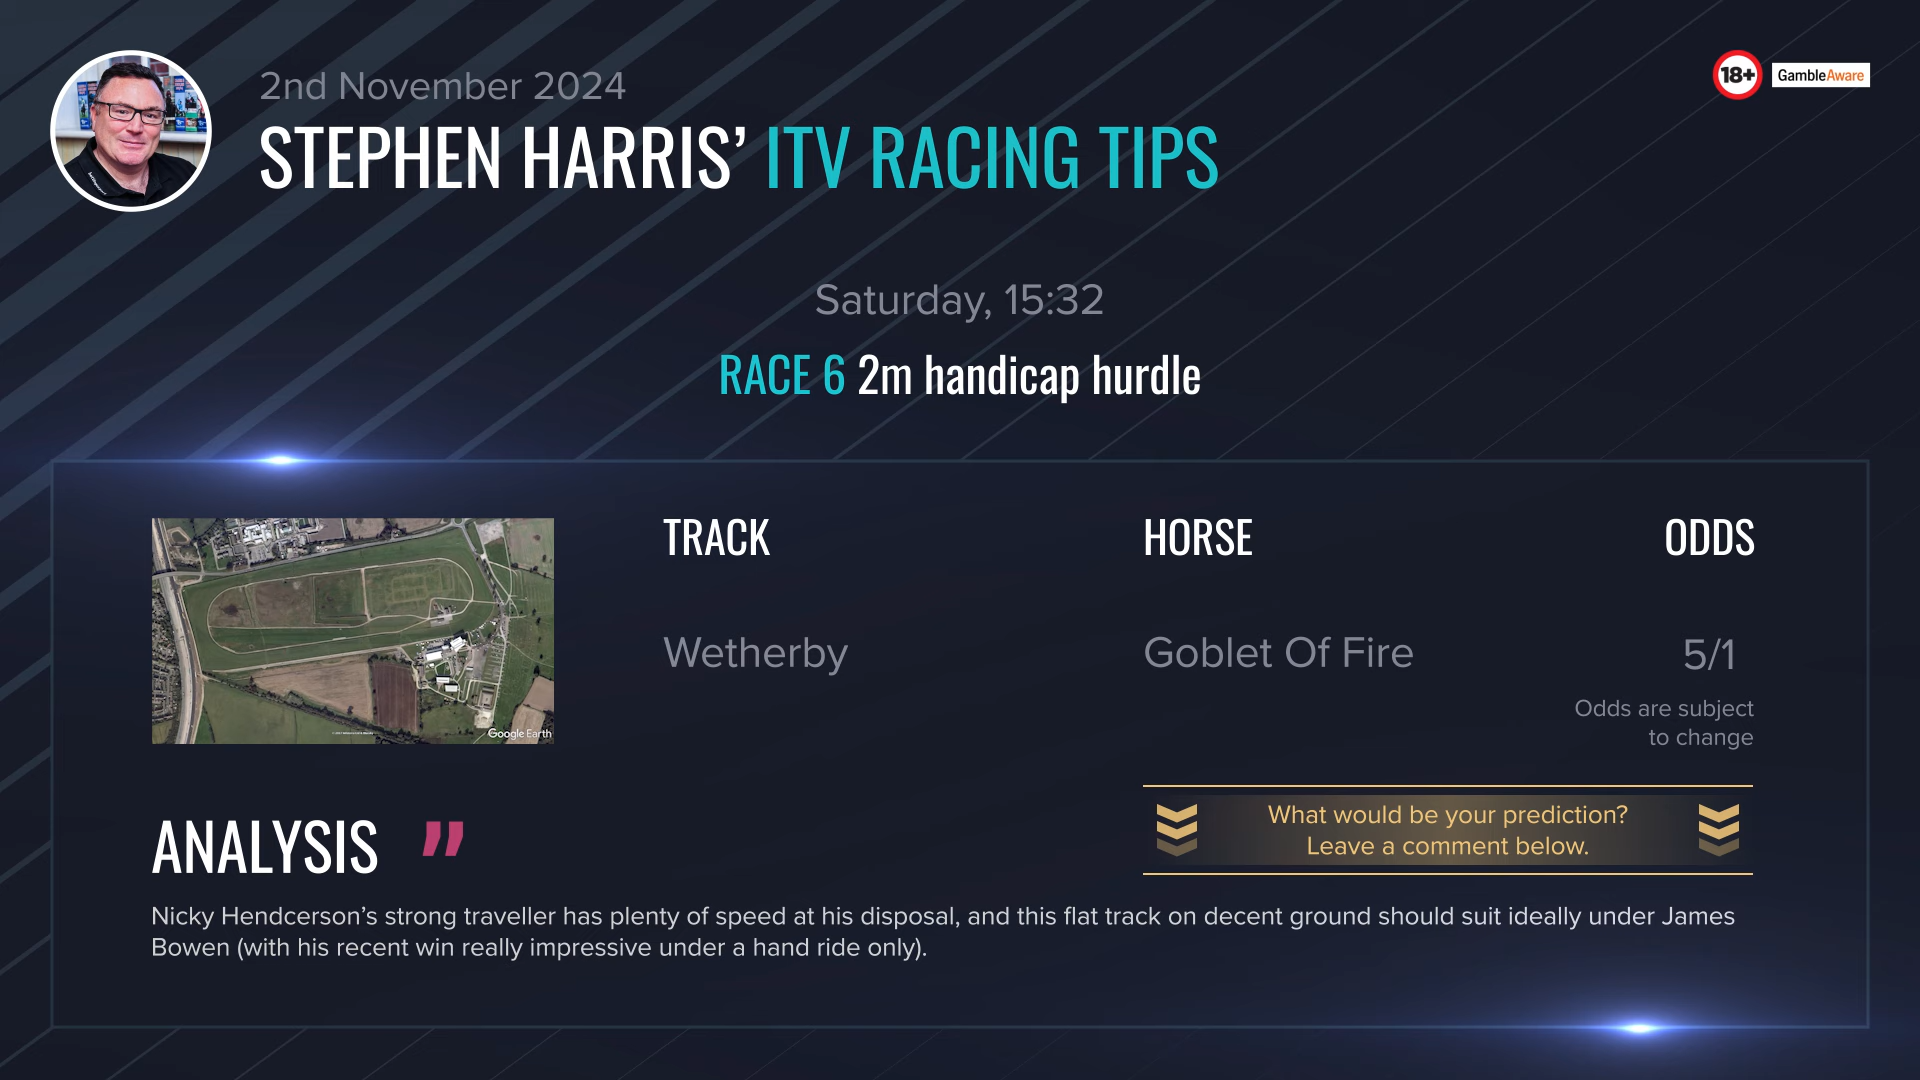 2nd November 2024
STEPHEN HARRIS’ ITV RACING TIPS
18+
GambleAware
Saturday, 15:32
RACE 6 2m handicap hurdle
TRACK
HORSE
ODDS
Wetherby
Goblet Of Fire
5/1
Odds are subject
to change
Google Earth
What would be your prediction?
Leave a comment below.
ANALYSIS ”
Nicky Hendcerson’s strong traveller has plenty of speed at his disposal, and this flat track on decent ground should suit ideally under James
Bowen (with his recent win really impressive under a hand ride only).